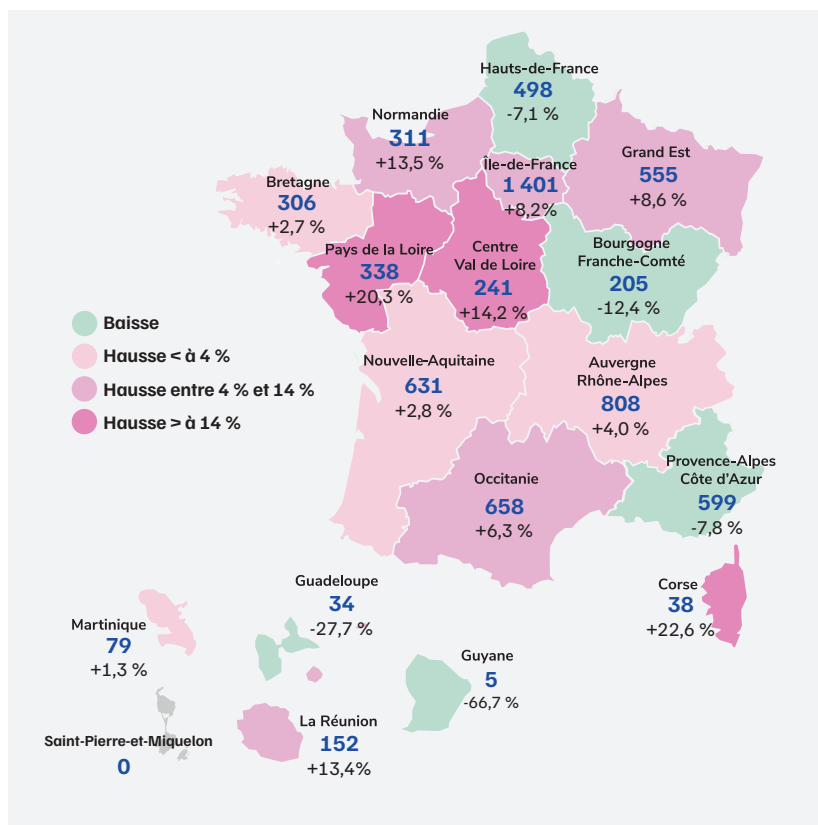 Hauts-de-France
498
-7,1 %
Normandie
311
+13,5 %
Île-de-France
1 401
+8,2%
Grand Est
555
+8,6 %
Bretagne
306
+2,7 %
Pays de la Loire
338
+20,3 %
Centre
Val de Loire
241
+14,2 %
Bourgogne
Franche-Comté
205
-12,4 %
Baisse
Hausse < à 4 %
Hausse entre 4 % et 14 %
Hausse > à 14 %
Nouvelle-Aquitaine
631
+2,8 %
Auvergne
Rhône-Alpes
808
+4,0 %
Occitanie
658
+6,3 %
Provence-Alpes
Côte d'Azur
599
-7,8 %
Corse
38
+22,6 %
Guadeloupe
34
-27,7 %
Martinique
79
+1,3 %
Guyane
5
-66,7 %
La Réunion
152
+13,4%
Saint-Pierre-et-Miquelon
0